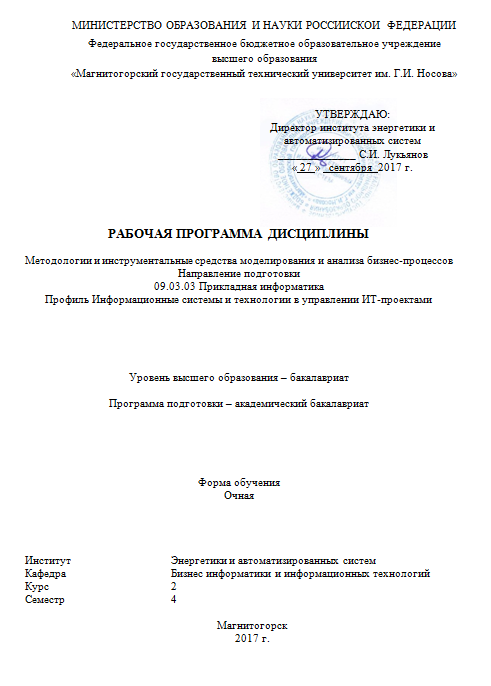 МИНИСТЕРСТВО ОБРАЗОВАНИЯ И НАУКИ РОССИЙСКОЙ ФЕДЕРАЦИИ
Федеральное государственное бюджетное образовательное учреждение
высшего образования
«Магнитогорский государственный технический университет им. Г.И. Носова»
УТВЕРЖДАЮ:
Директор института энергетики и
автоматизированных систем
_______________ С.И. Лукьянов
« 27 » сентября 2017 г.
РАБОЧАЯ ПРОГРАММА ДИСЦИПЛИНЫ
Методологии и инструментальные средства моделирования и анализа бизнес-процессов
Направление подготовки
09.03.03 Прикладная информатика
Профиль Информационные системы и технологии в управлении ИТ-проектами
Уровень высшего образования – бакалавриат
Программа подготовки – академический бакалавриат
Форма обучения
Очная
Институт Энергетики и автоматизированных систем
Кафедра Бизнес информатики и информационных технологий
Курс 2
Семестр 4
Магнитогорск
2017 г.